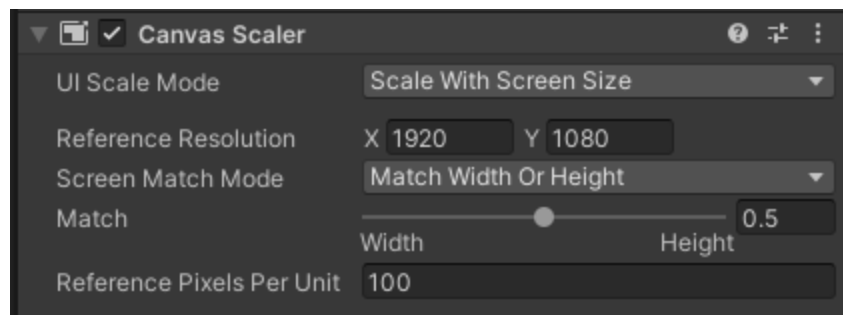 Canvas Scaler
UI Scale Mode Scale With Screen Size
Reference Resolution X 1920 Y 1080
Screen Match Mode Match Width Or Height
Match 0.5
Width Height
Reference Pixels Per Unit 100